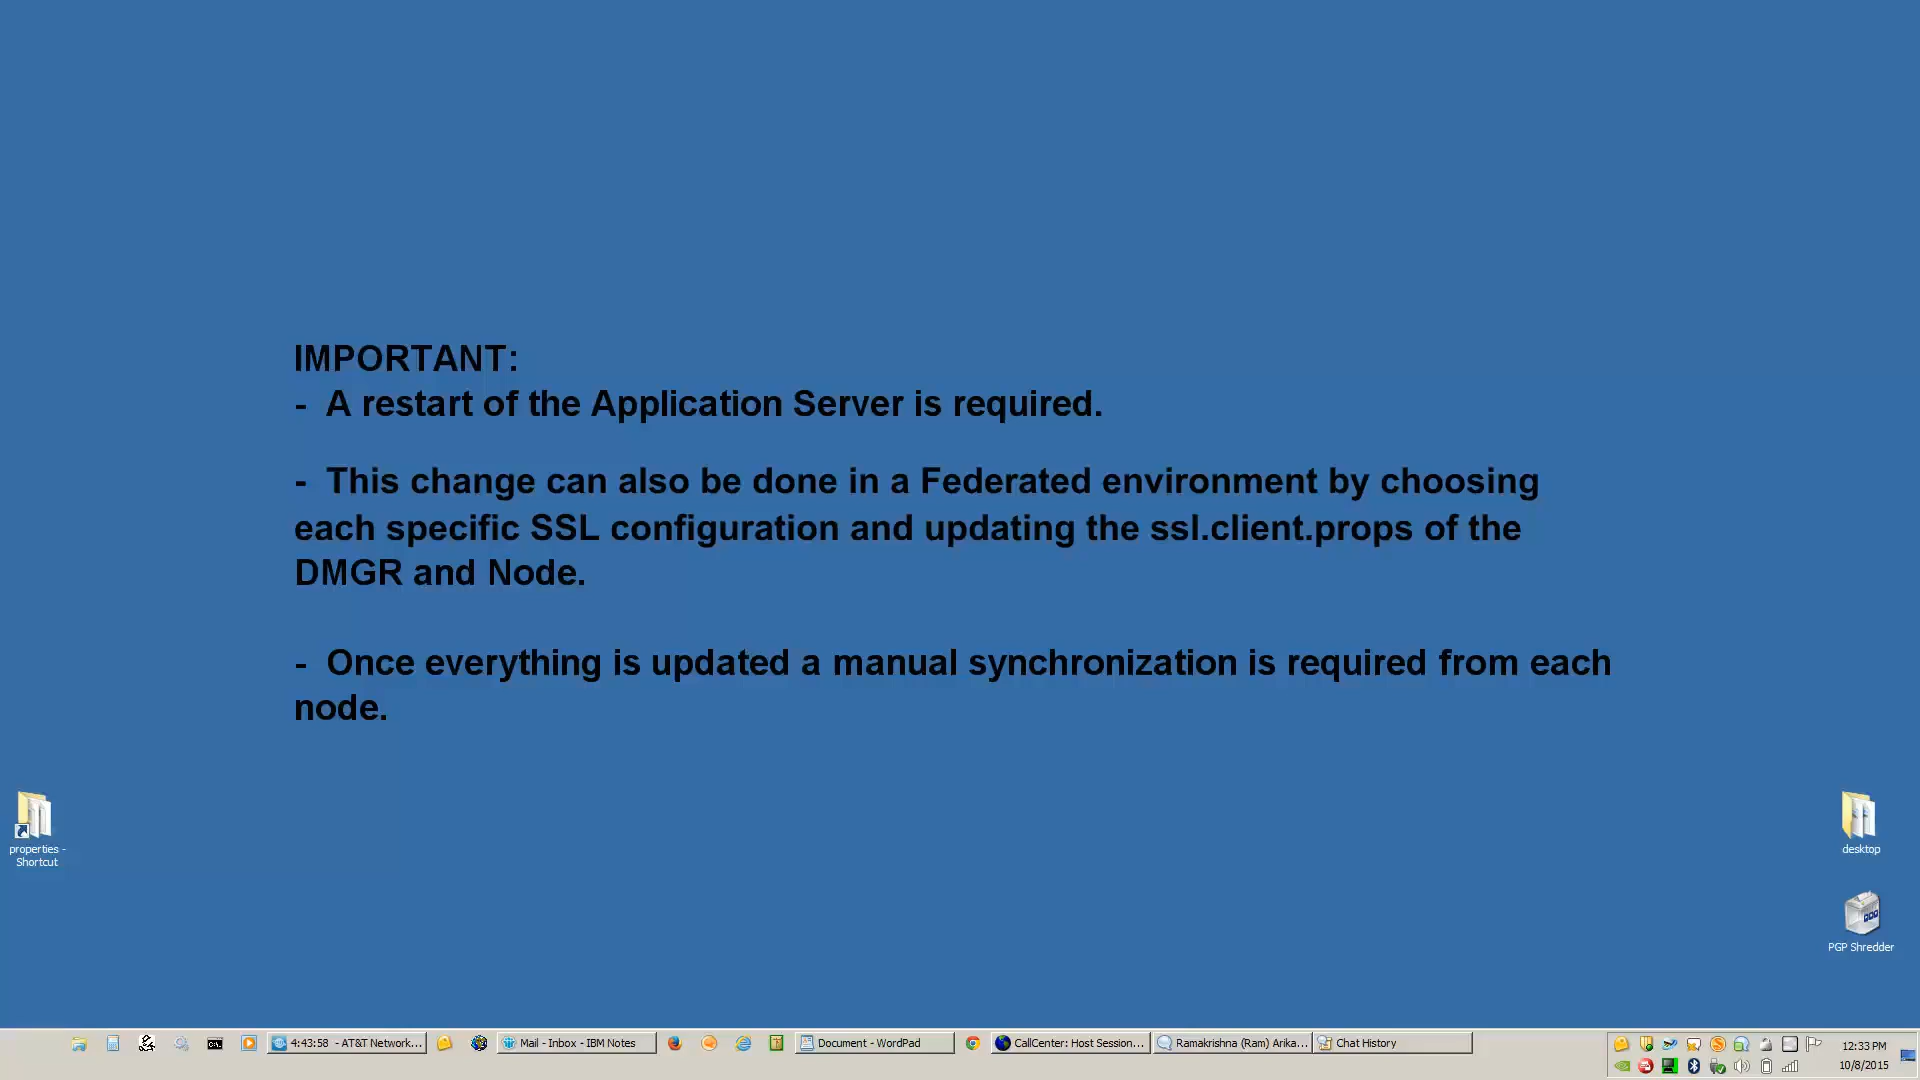 IMPORTANT:
-  A restart of the Application Server is required.
-  This change can also be done in a Federated environment by choosing
each specific SSL configuration and updating the ssl.client.props of the
DMGR and Node.
-  Once everything is updated a manual synchronization is required from each
node.
properties -
Shortcut
desktop
PGP Shredder
4:43:58  - AT&T Network...
Mail - Inbox - IBM Notes
Document - WordPad
CallCenter: Host Session...
Ramakrishna (Ram) Arika...
Chat History
12:33 PM
10/8/2015